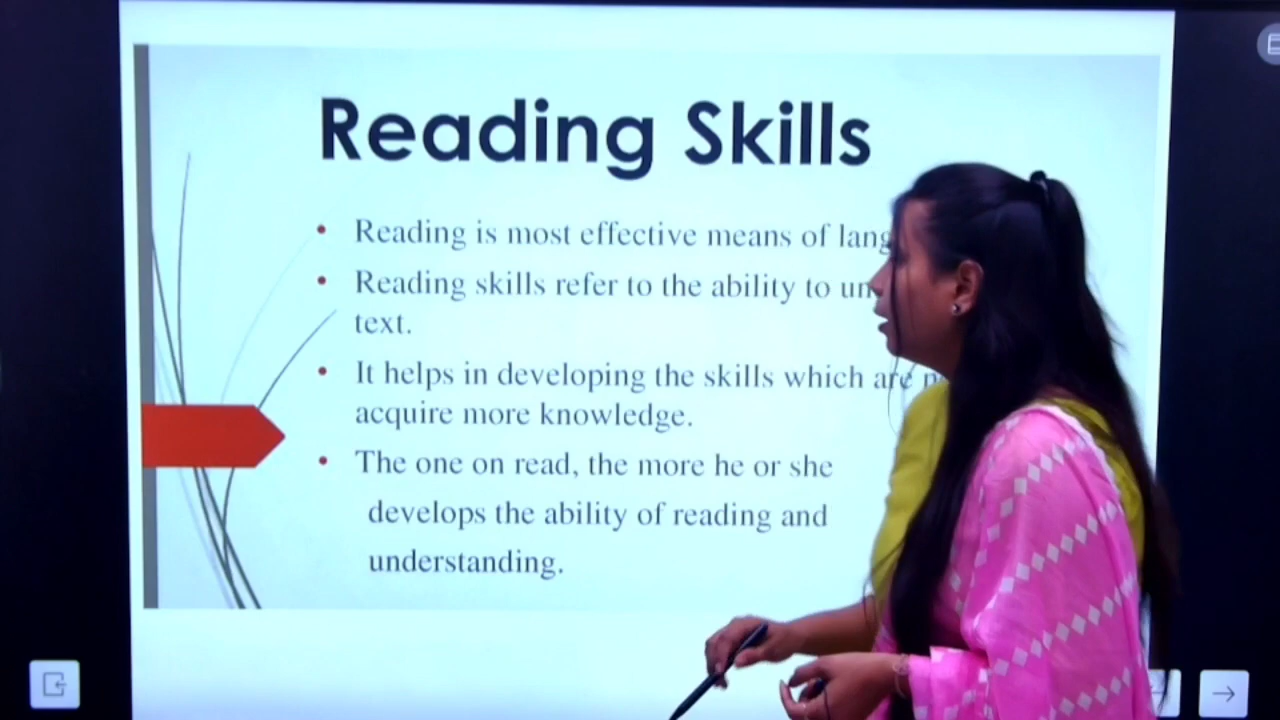 Reading Skills
Reading is most effective means of
Reading skills refer to the ability to
text.
It helps in developing the skills which are
acquire more knowledge.
The one on read, the more he or she
develops the ability of reading and
understanding.